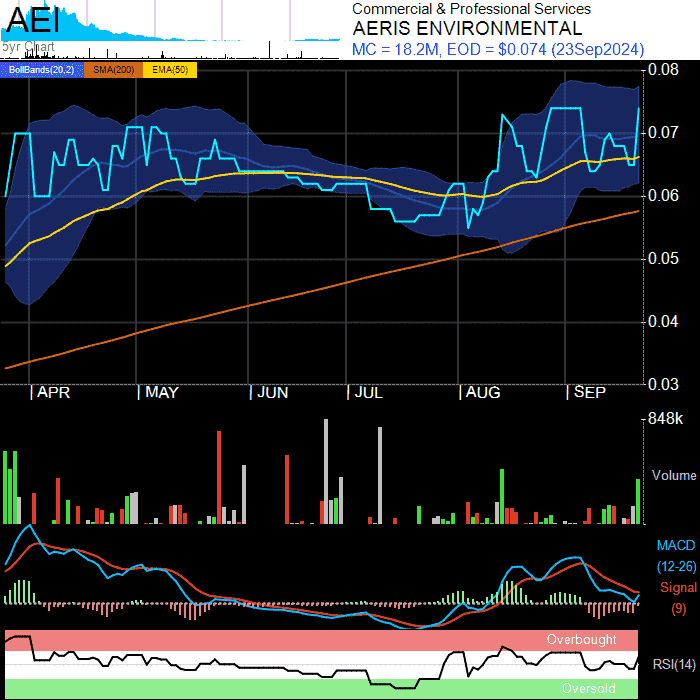 AEI
5yr Chart
Commercial & Professional Services
AERIS ENVIRONMENTAL
MC = 18.2M, EOD = $0.074 (23Sep2024)
BollBands(20,2) SMA(200) EMA(50)
0.08
0.07
0.06
0.05
0.04
0.03
APR MAY JUN JUL AUG SEP
848k
Volume
MACD
(12-26)
Signal
(9)
Overbought
RSI(14)
Oversold